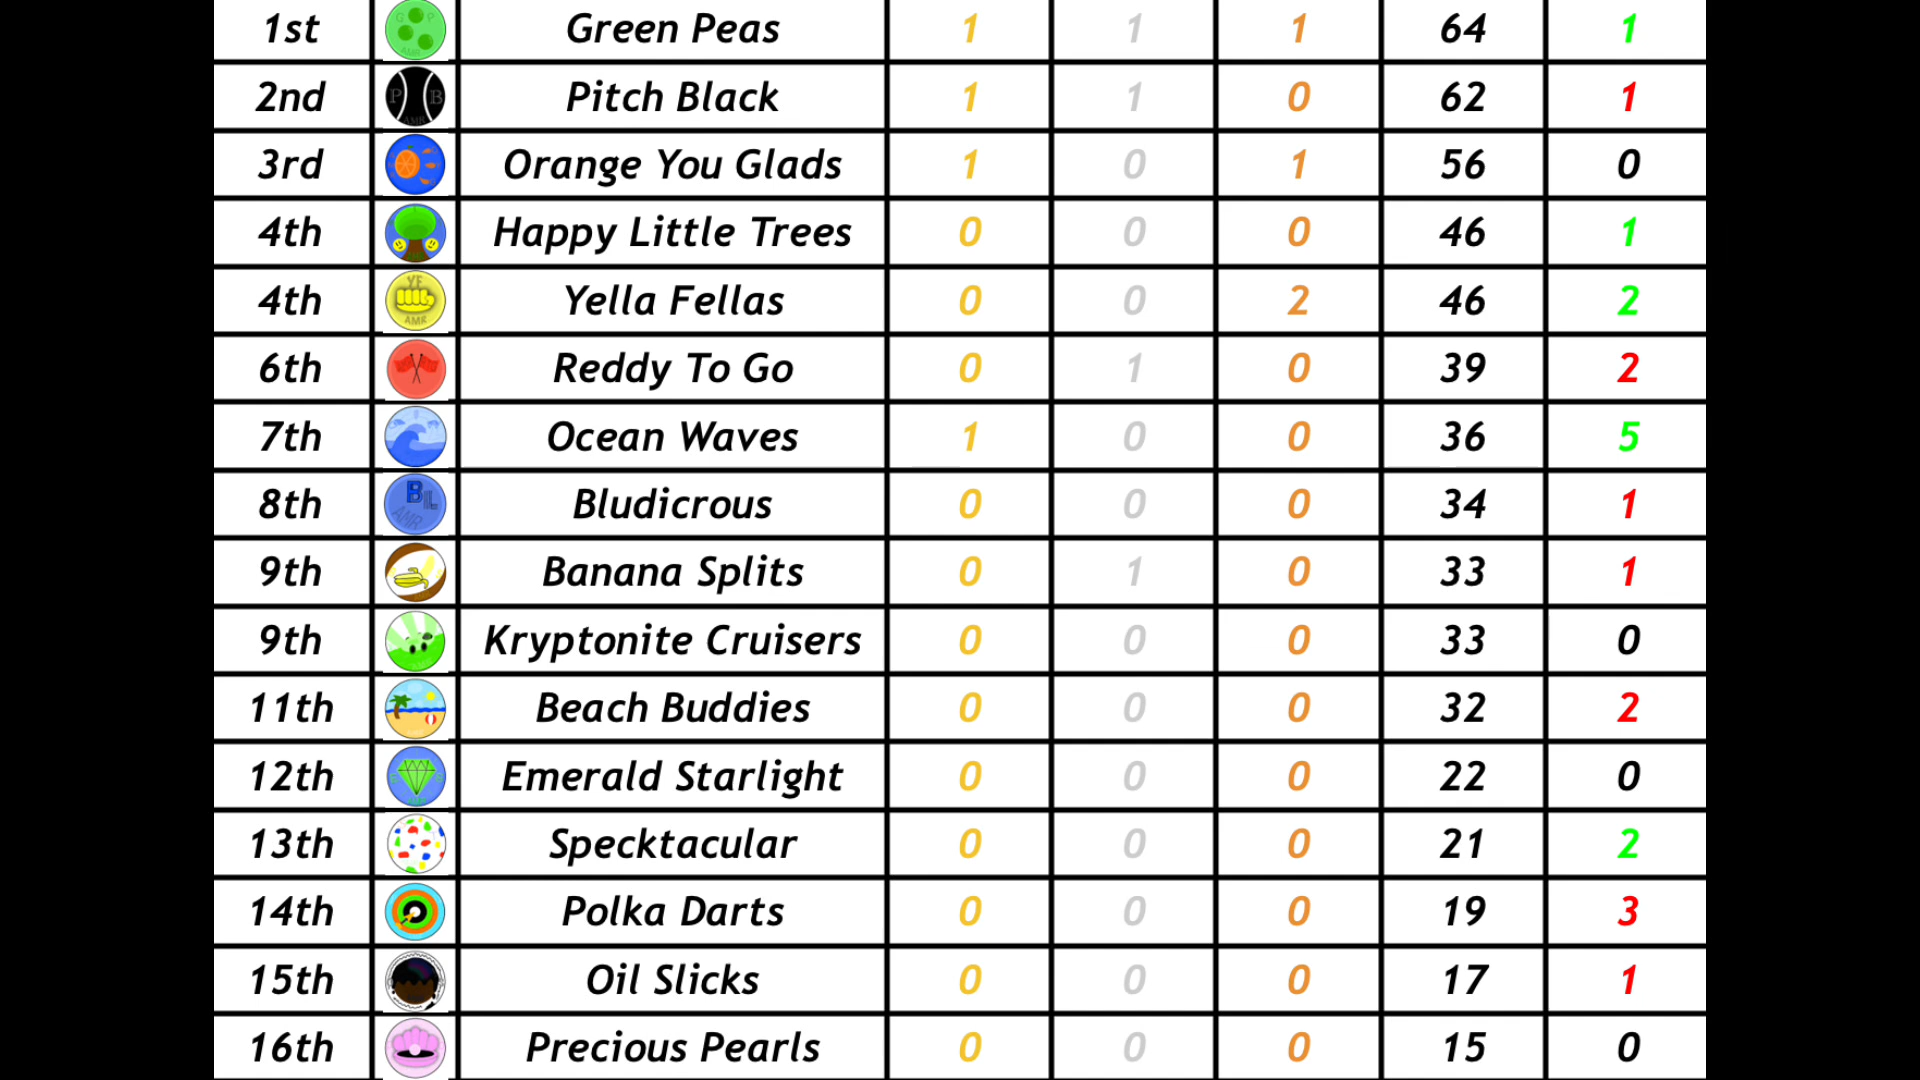 1st G P AMR Green Peas 1 1 1 64 1
2nd P B AMR Pitch Black 1 1 0 62 1
3rd Orange You Glads 1 0 1 56 0
4th Happy Little Trees 0 0 0 46 1
4th YF AMR Yella Fellas 0 0 2 46 2
6th Reddy To Go 0 1 0 39 2
7th Ocean Waves 1 0 0 36 5
8th BL AMR Bludicrous 0 0 0 34 1
9th Banana Splits 0 1 0 33 1
9th Kryptonite Cruisers 0 0 0 33 0
11th Beach Buddies 0 0 0 32 2
12th Emerald Starlight 0 0 0 22 0
13th Specktacular 0 0 0 21 2
14th Polka Darts 0 0 0 19 3
15th Oil Slicks 0 0 0 17 1
16th Precious Pearls 0 0 0 15 0